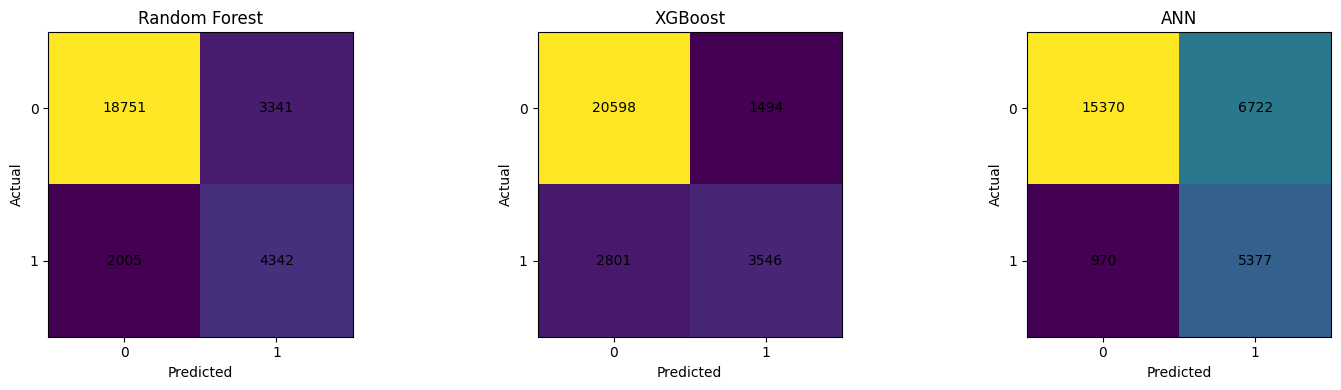 Random Forest
0
18751
3341
Actual
1
2005
4342
0
1
Predicted
XGBoost
0
20598
1494
Actual
1
2801
3546
0
1
Predicted
ANN
0
15370
6722
Actual
1
970
5377
0
1
Predicted